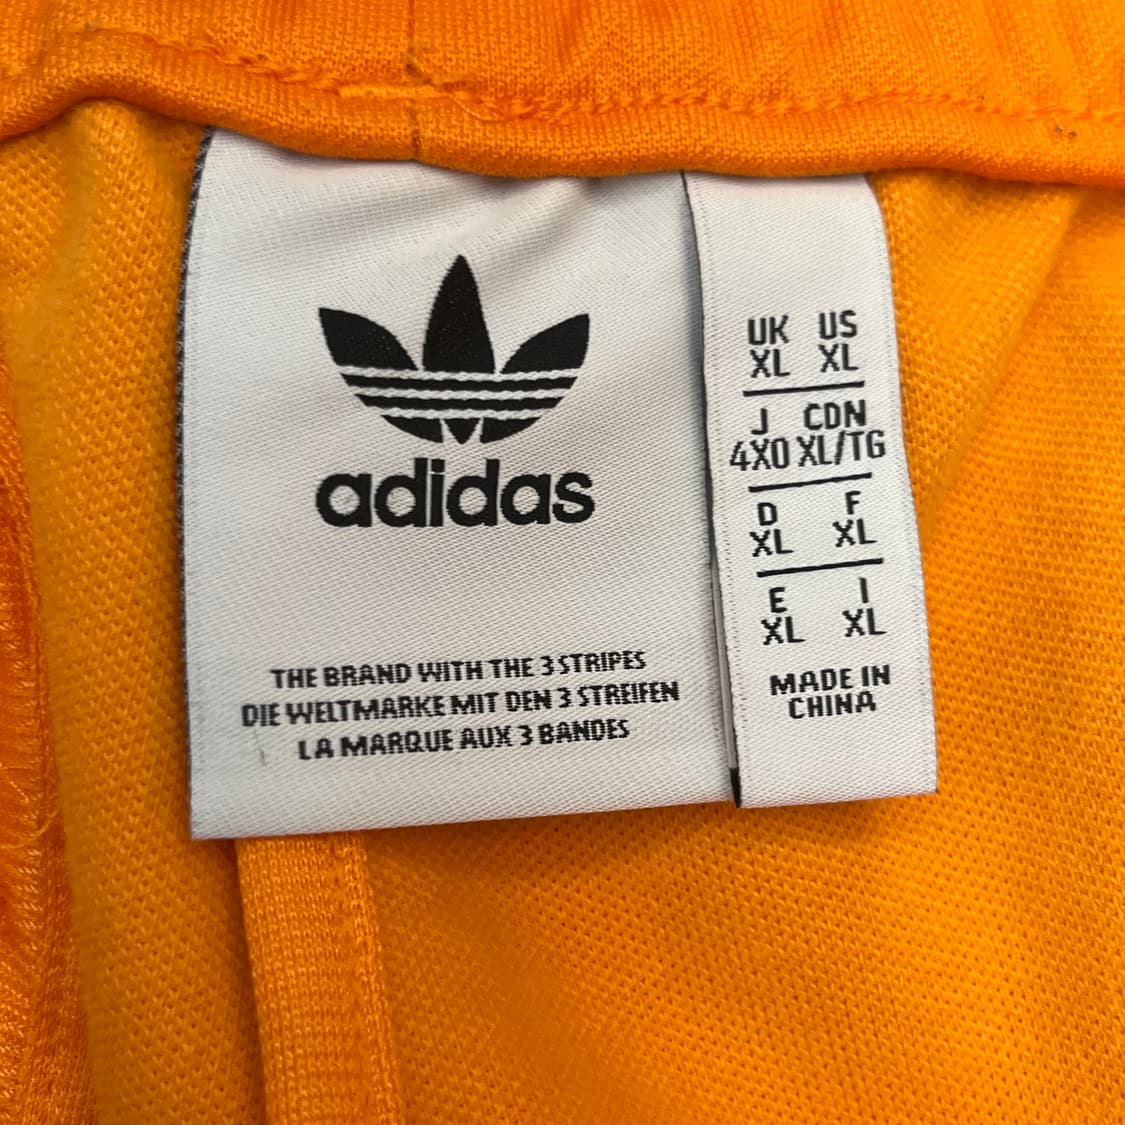 adidas
THE BRAND WITH THE 3 STRIPES
DIE WELTMARKE MIT DEN 3 STREIFEN
LA MARQUE AUX 3 BANDES
UK US
XL XL
J CDN
4XO XL/TG
D F
XL XL
E I
XL XL
MADE IN
CHINA